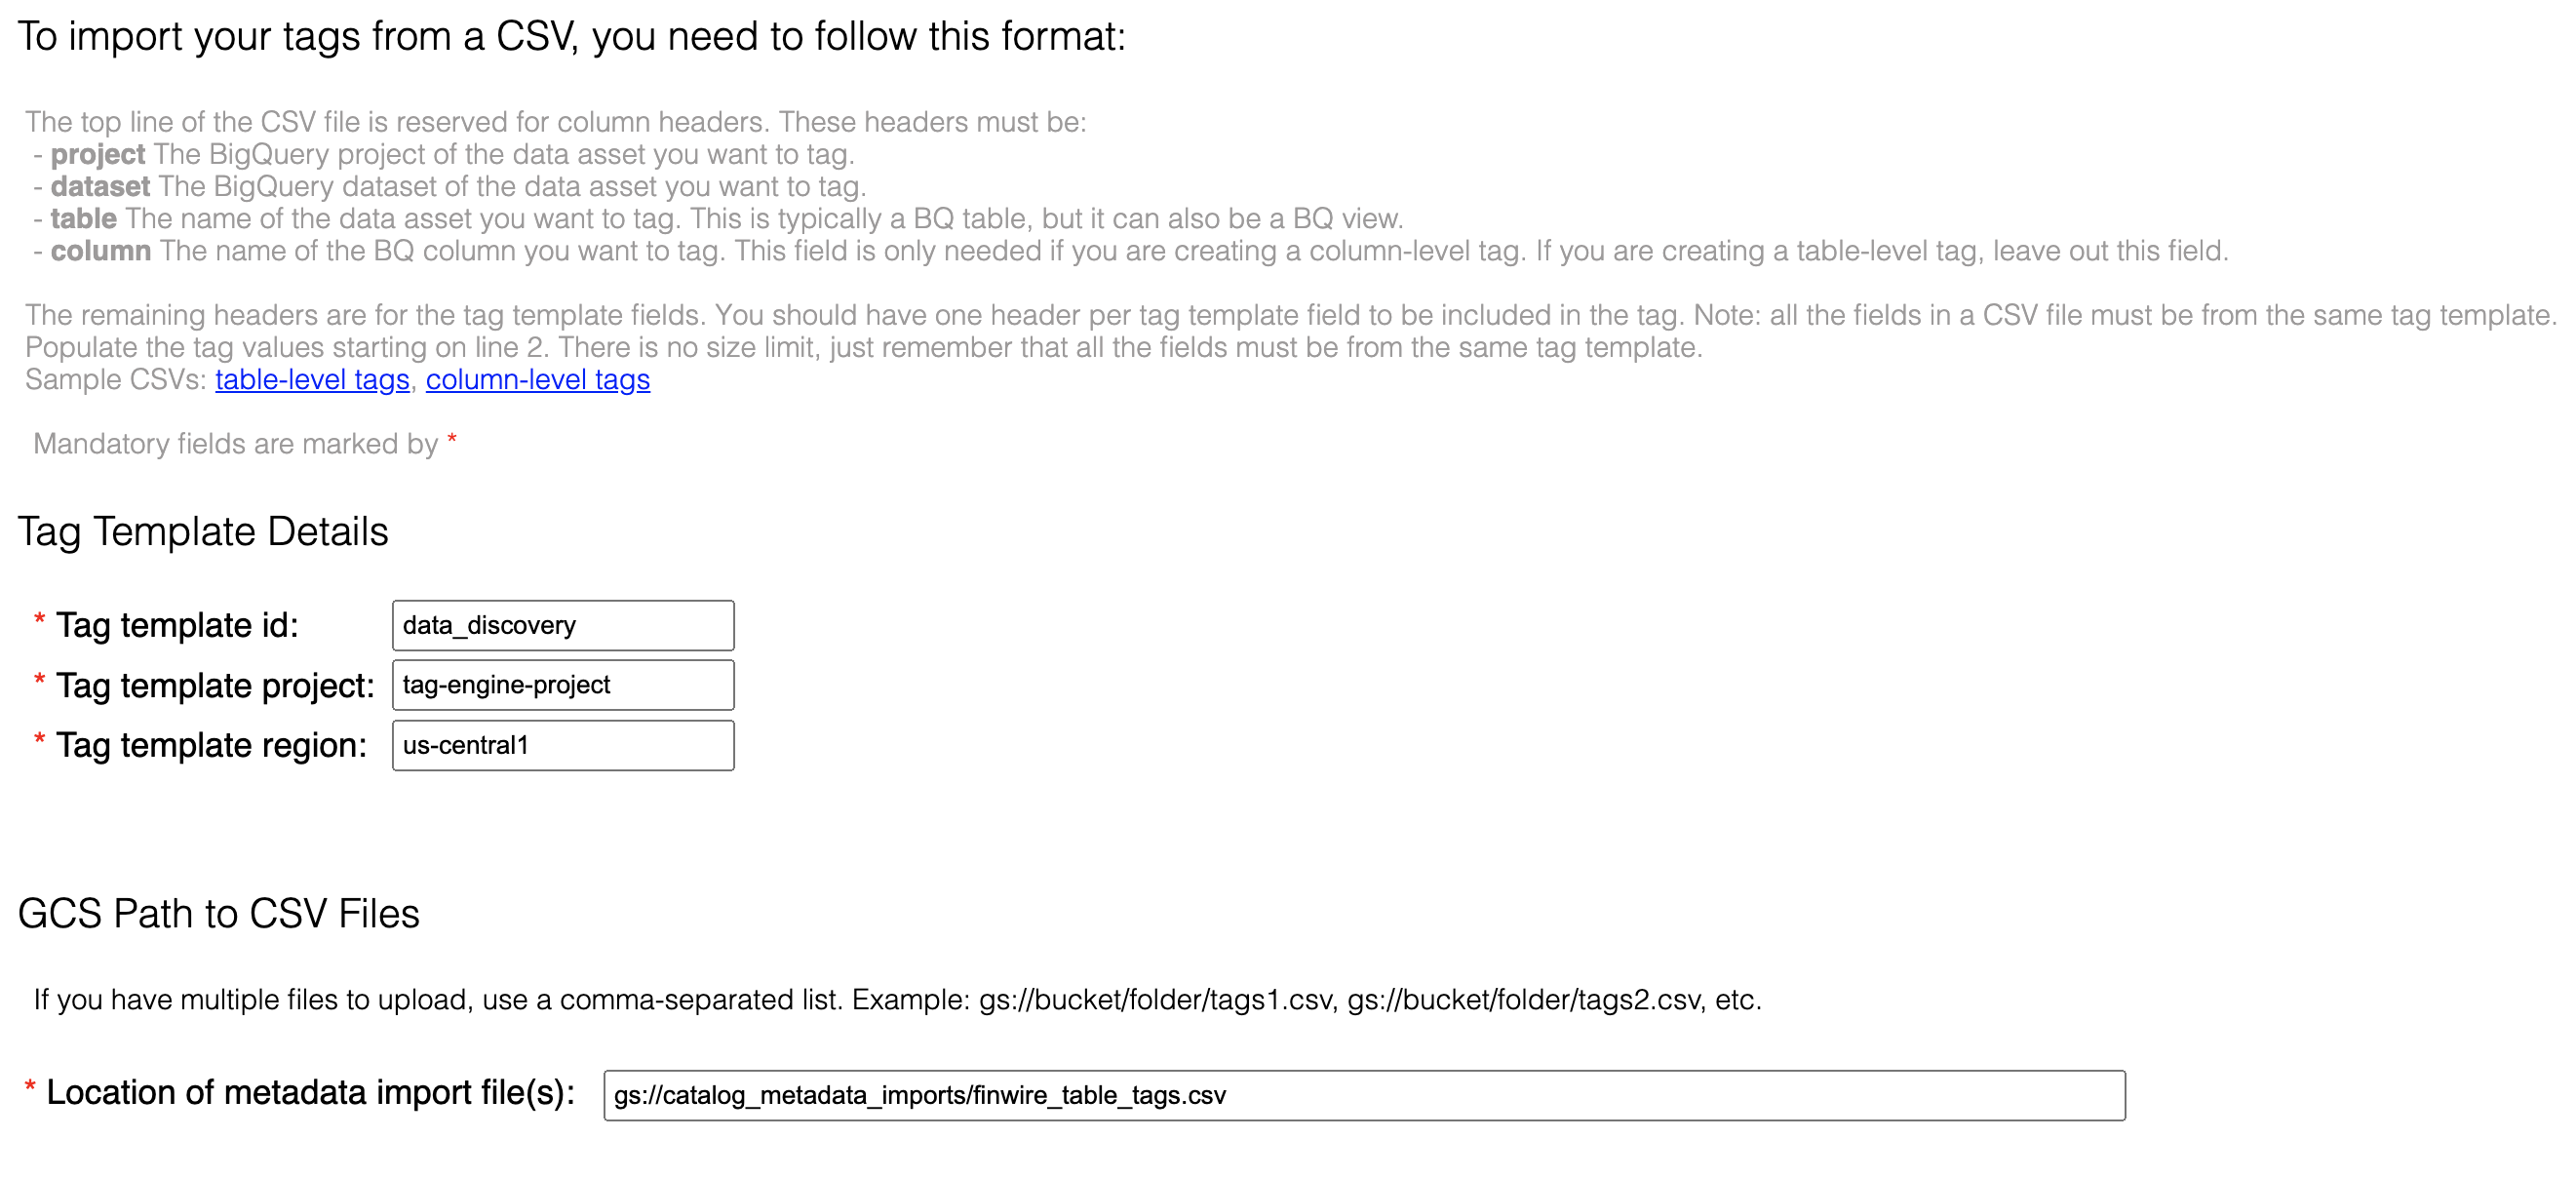 To import your tags from a CSV, you need to follow this format:
The top line of the CSV file is reserved for column headers. These headers must be:
- project The BigQuery project of the data asset you want to tag.
- dataset The BigQuery dataset of the data asset you want to tag.
- table The name of the data asset you want to tag. This is typically a BQ table, but it can also be a BQ view.
- column The name of the BQ column you want to tag. This field is only needed if you are creating a column-level tag. If you are creating a table-level tag, leave out this field.
The remaining headers are for the tag template fields. You should have one header per tag template field to be included in the tag. Note: all the fields in a CSV file must be from the same tag template.
Populate the tag values starting on line 2. There is no size limit, just remember that all the fields must be from the same tag template.
Sample CSVs: table-level tags, column-level tags
Mandatory fields are marked by *
Tag Template Details
* Tag template id: data_discovery
* Tag template project: tag-engine-project
* Tag template region: us-central1
GCS Path to CSV Files
If you have multiple files to upload, use a comma-separated list. Example: gs://bucket/folder/tags1.csv, gs://bucket/folder/tags2.csv, etc.
* Location of metadata import file(s): gs://catalog_metadata_imports/finwire_table_tags.csv